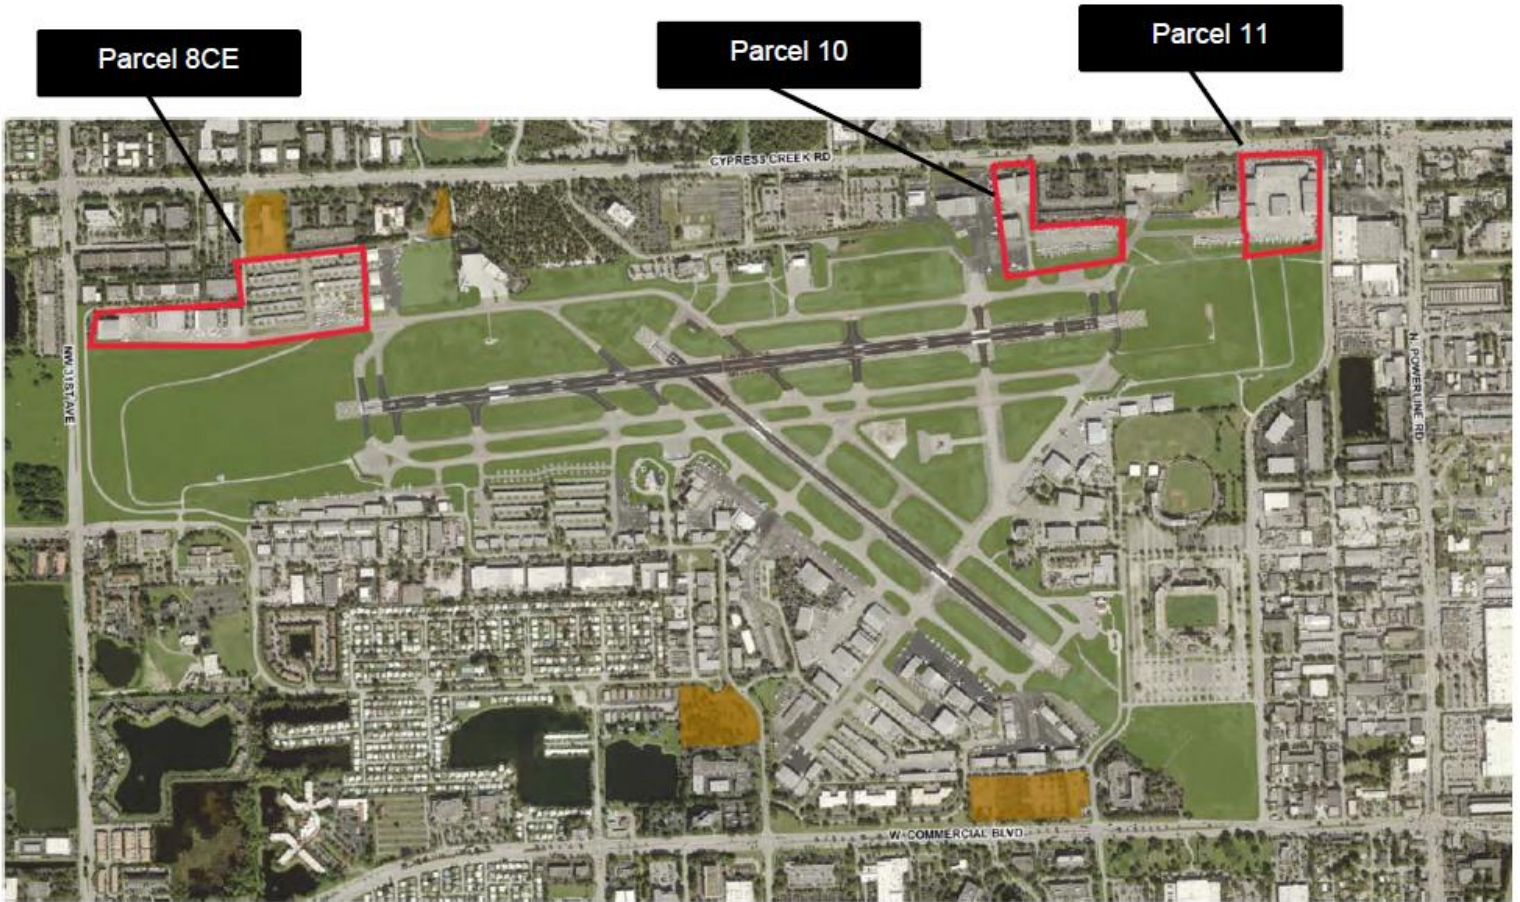 Parcel 8CE
Parcel 10
Parcel 11
CYPRESS CREEK RD
NW 31ST AVE
N. POWERLINE RD
W. COMMERCIAL BLVD